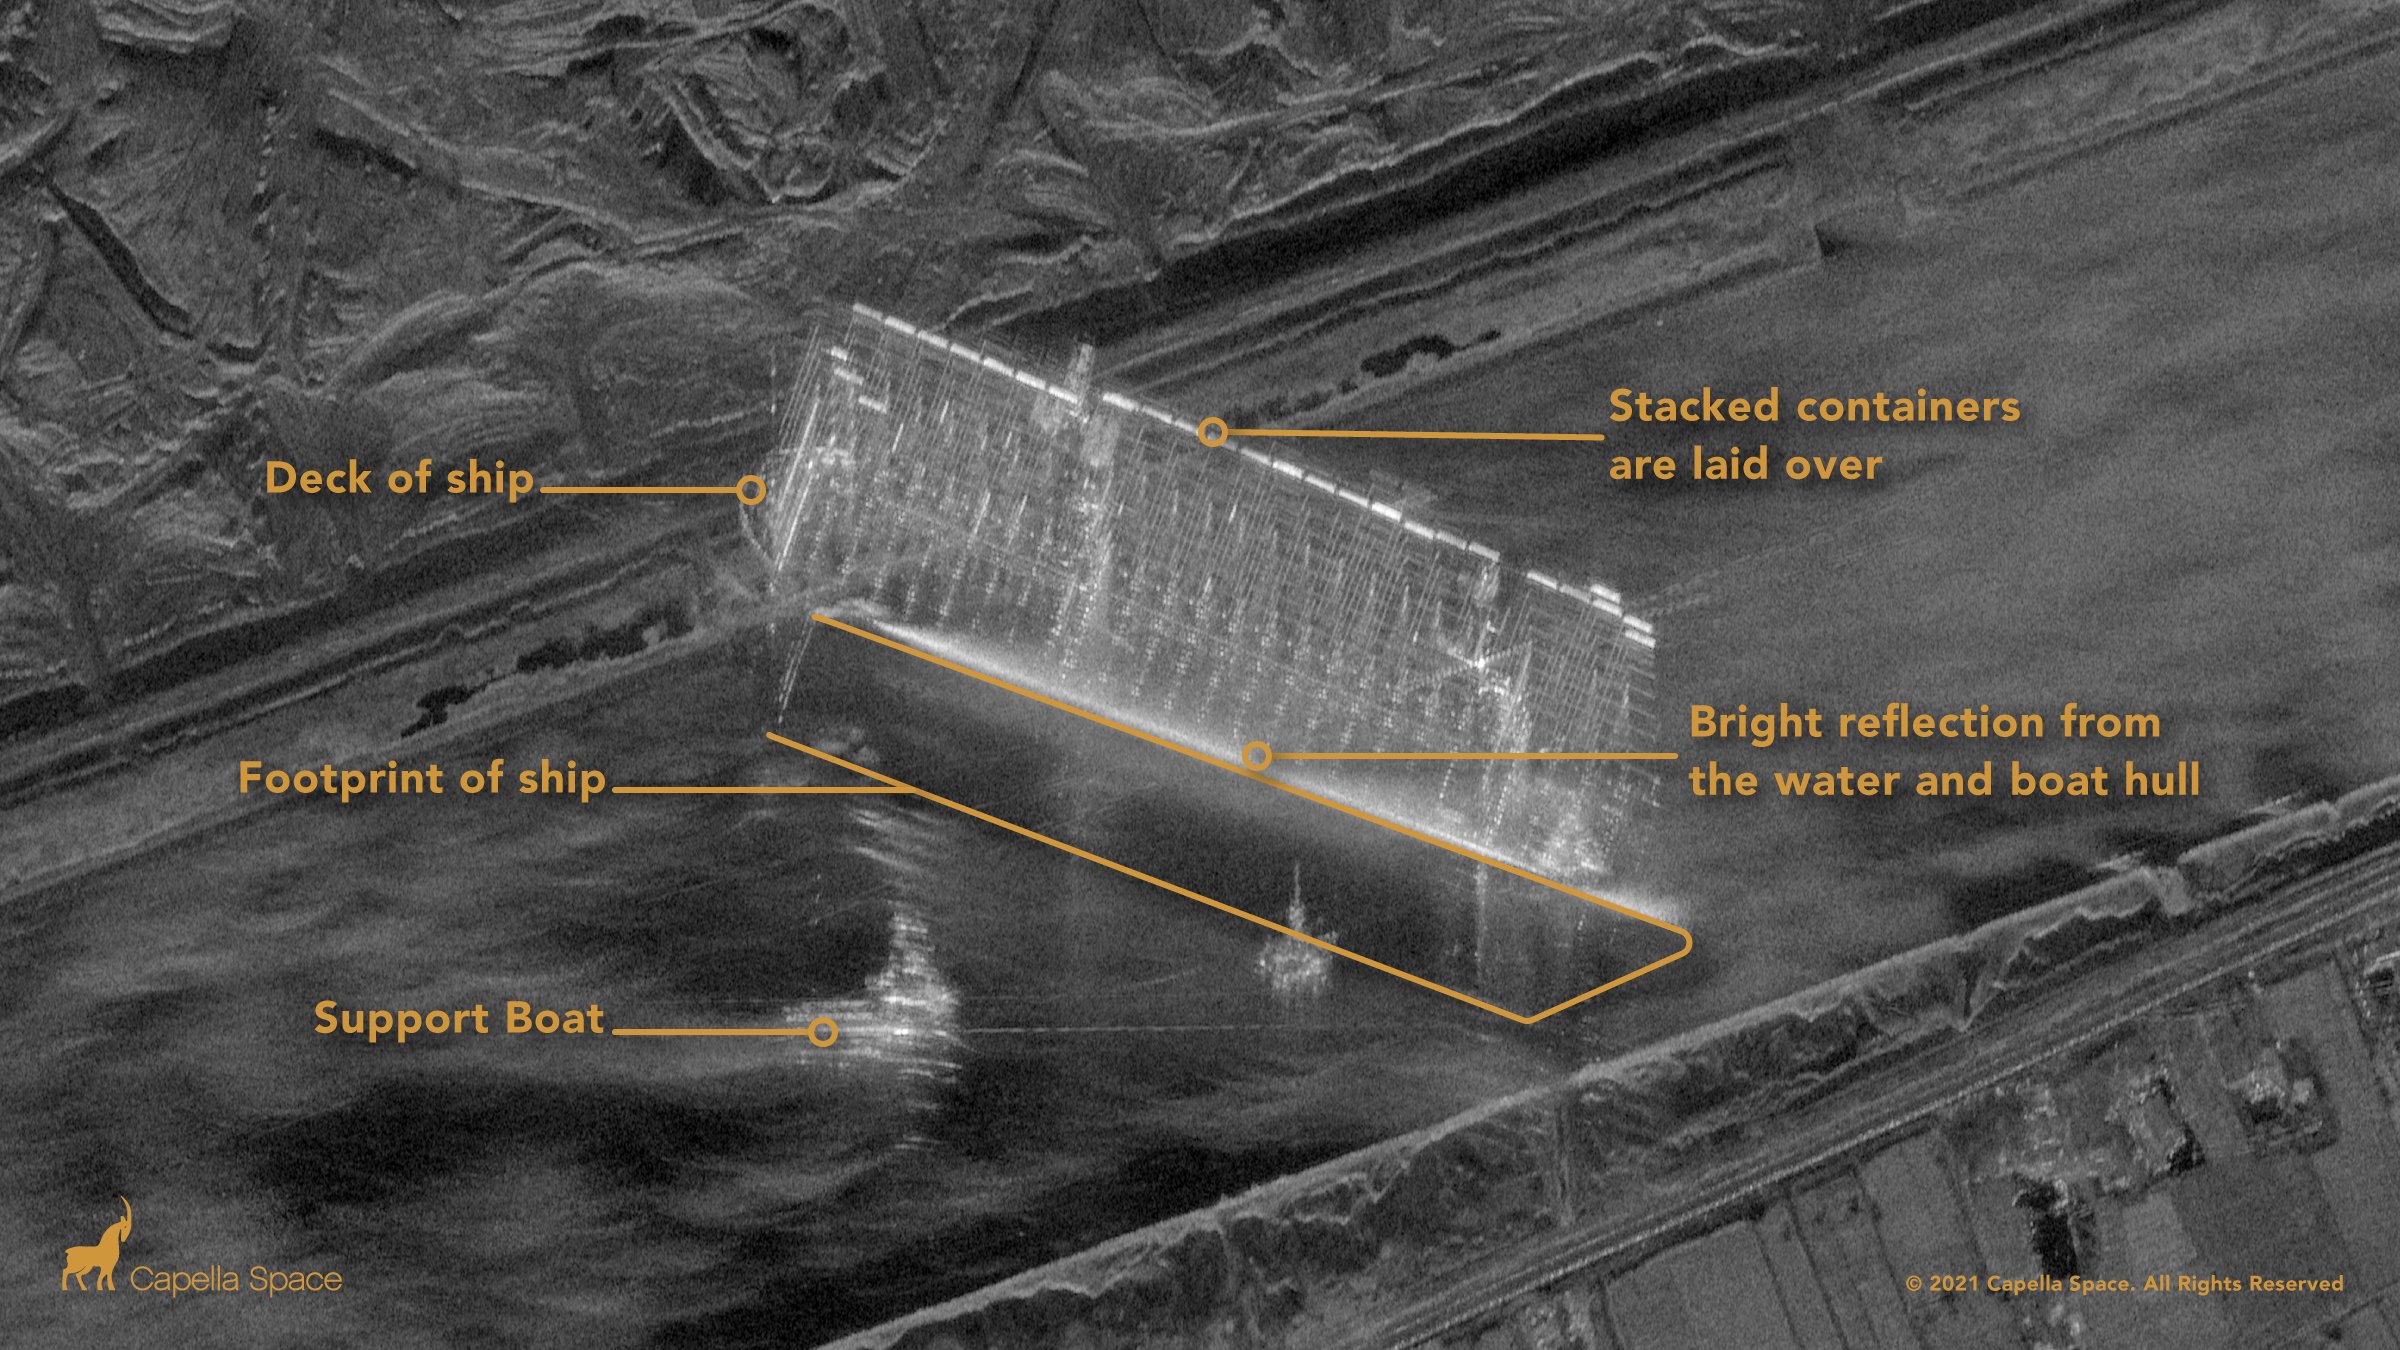 Stacked containers
are laid over
Deck of ship
Bright reflection from
the water and boat hull
Footprint of ship
Support Boat
Capella Space
© 2021 Capella Space. All Rights Reserved